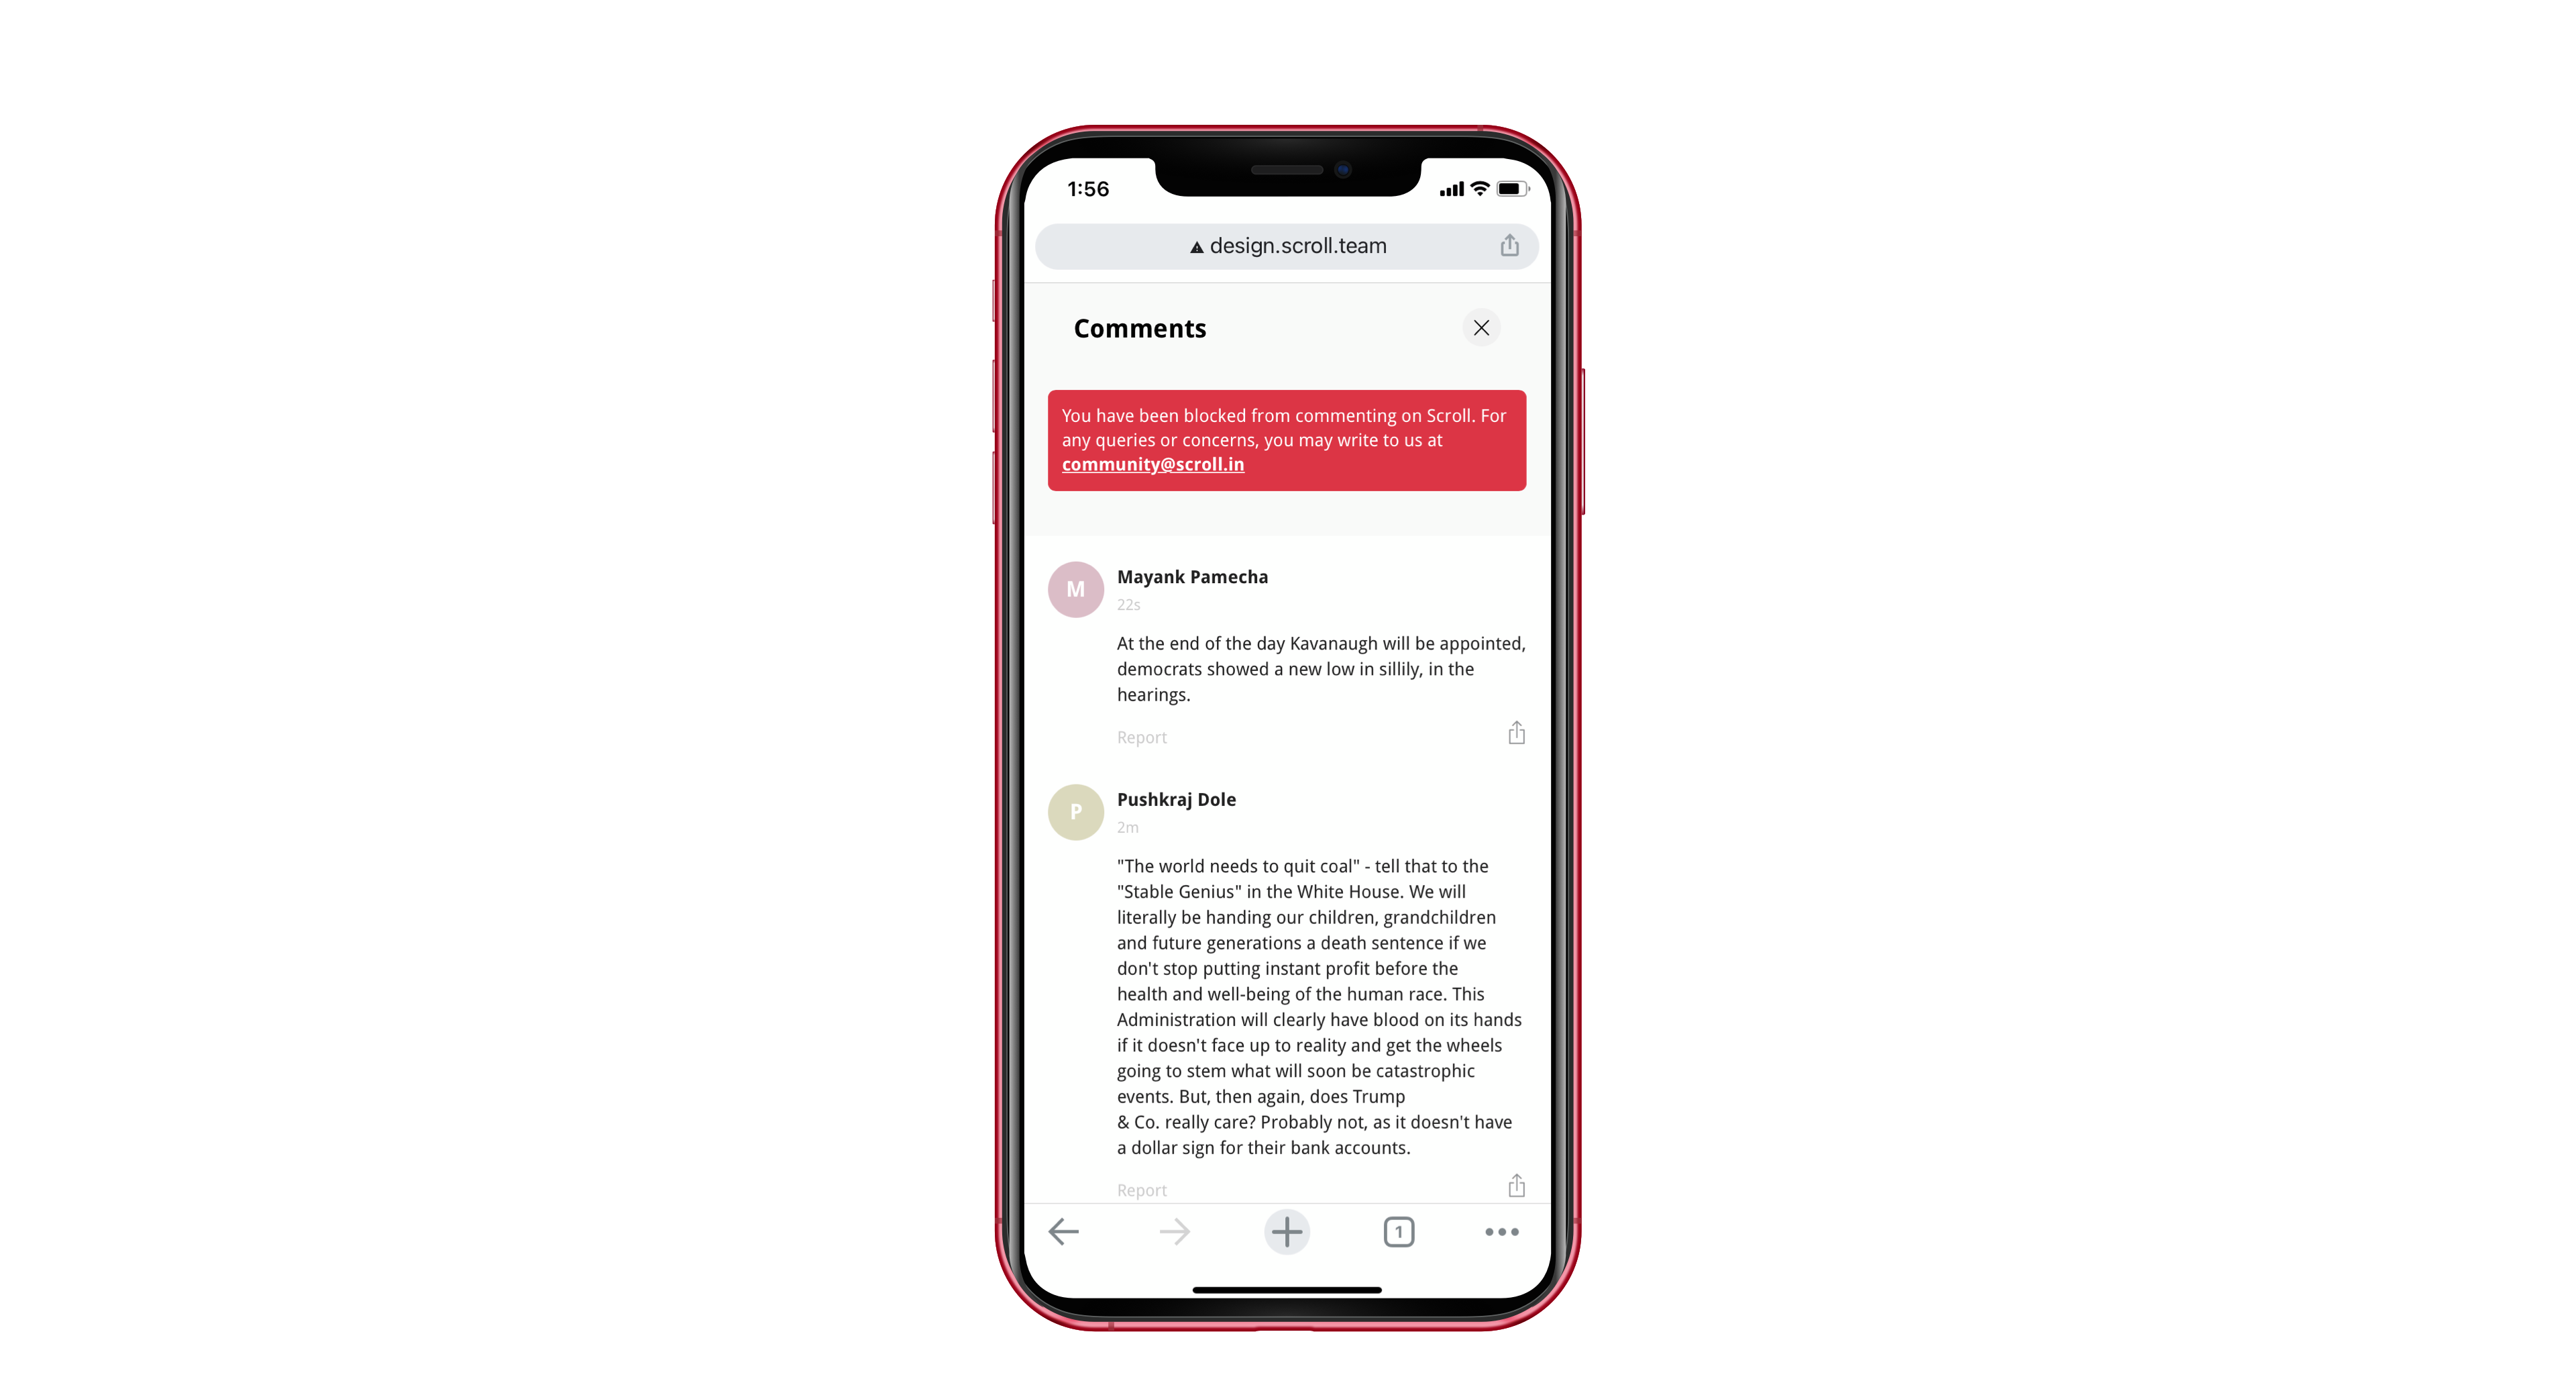 1:56
design.scroll.team
Comments
You have been blocked from commenting on Scroll. For
any queries or concerns, you may write to us at
community@scroll.in
M
Mayank Pamecha
22s
At the end of the day Kavanaugh will be appointed,
democrats showed a new low in sillily, in the
hearings.
Report
P
Pushkraj Dole
2m
"The world needs to quit coal" - tell that to the
"Stable Genius" in the White House. We will
literally be handing our children, grandchildren
and future generations a death sentence if we
don't stop putting instant profit before the
health and well-being of the human race. This
Administration will clearly have blood on its hands
if it doesn't face up to reality and get the wheels
going to stem what will soon be catastrophic
events. But, then again, does Trump
& Co. really care? Probably not, as it doesn't have
a dollar sign for their bank accounts.
Report
1